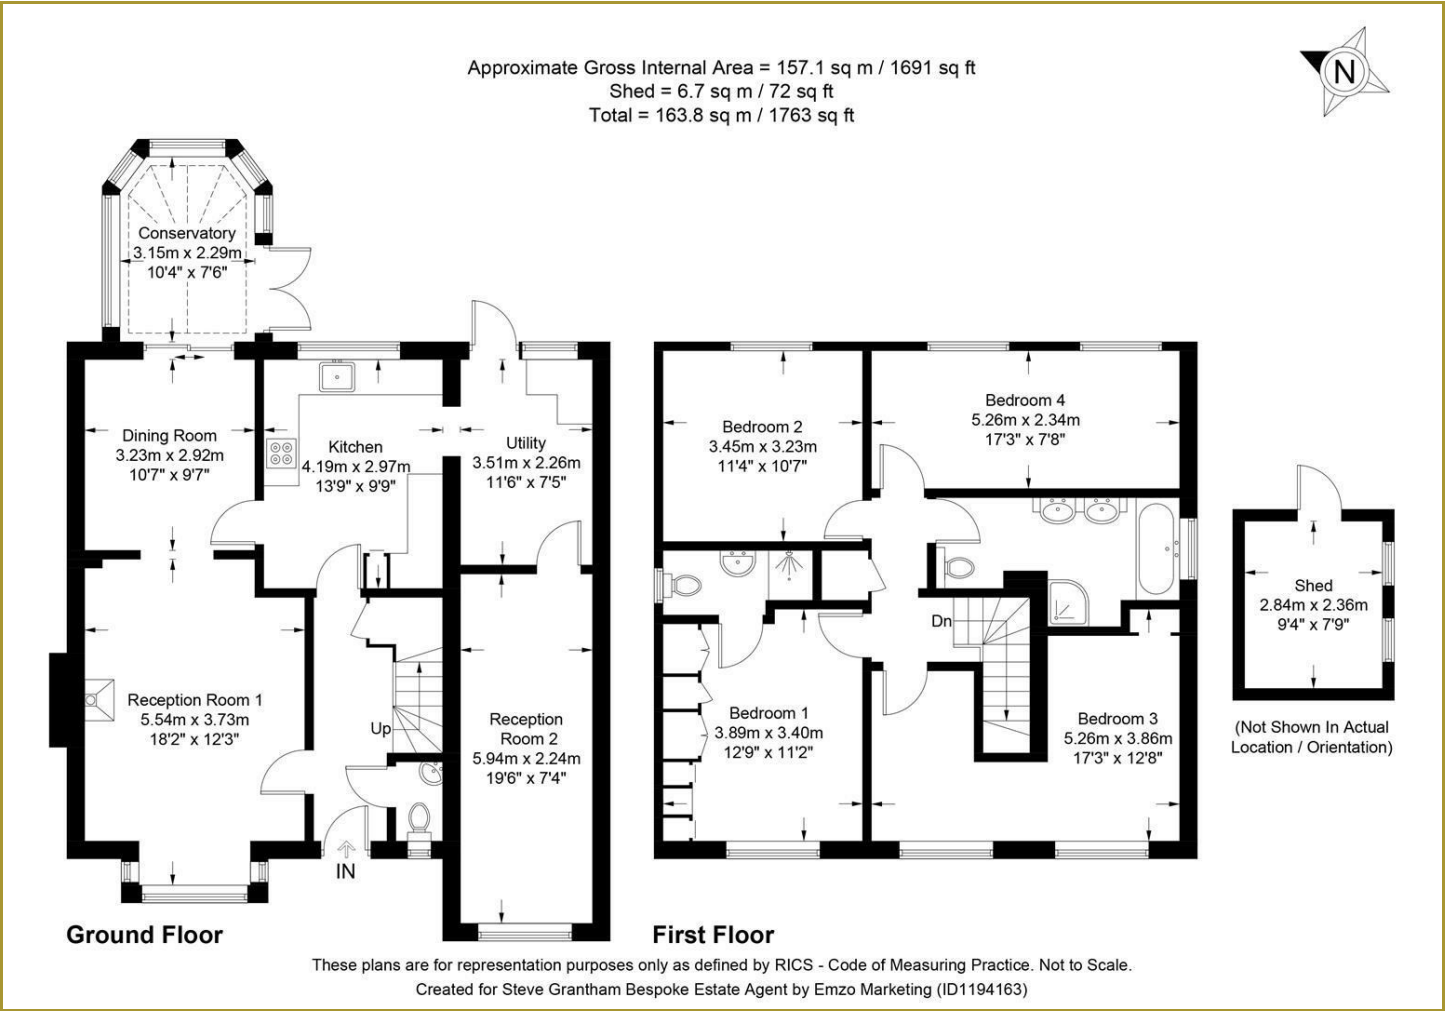 Approximate Gross Internal Area = 157.1 sq m / 1691 sq ft
Shed = 6.7 sq m / 72 sq ft
Total = 163.8 sq m / 1763 sq ft
N
Conservatory
3.15m x 2.29m
10'4" x 7'6"
Dining Room
3.23m x 2.92m
10'7" x 9'7"
Kitchen
4.19m x 2.97m
13'9" x 9'9"
Utility
3.51m x 2.26m
11'6" x 7'5"
Reception Room 1
5.54m x 3.73m
18'2" x 12'3"
Up
Reception
Room 2
5.94m x 2.24m
19'6" x 7'4"
IN
Ground Floor
Bedroom 2
3.45m x 3.23m
11'4" x 10'7"
Bedroom 4
5.26m x 2.34m
17'3" x 7'8"
Dn
Bedroom 1
3.89m x 3.40m
12'9" x 11'2"
Bedroom 3
5.26m x 3.86m
17'3" x 12'8"
First Floor
Shed
2.84m x 2.36m
9'4" x 7'9"
(Not Shown In Actual
Location / Orientation)
These plans are for representation purposes only as defined by RICS - Code of Measuring Practice. Not to Scale.
Created for Steve Grantham Bespoke Estate Agent by Emzo Marketing (ID1194163)